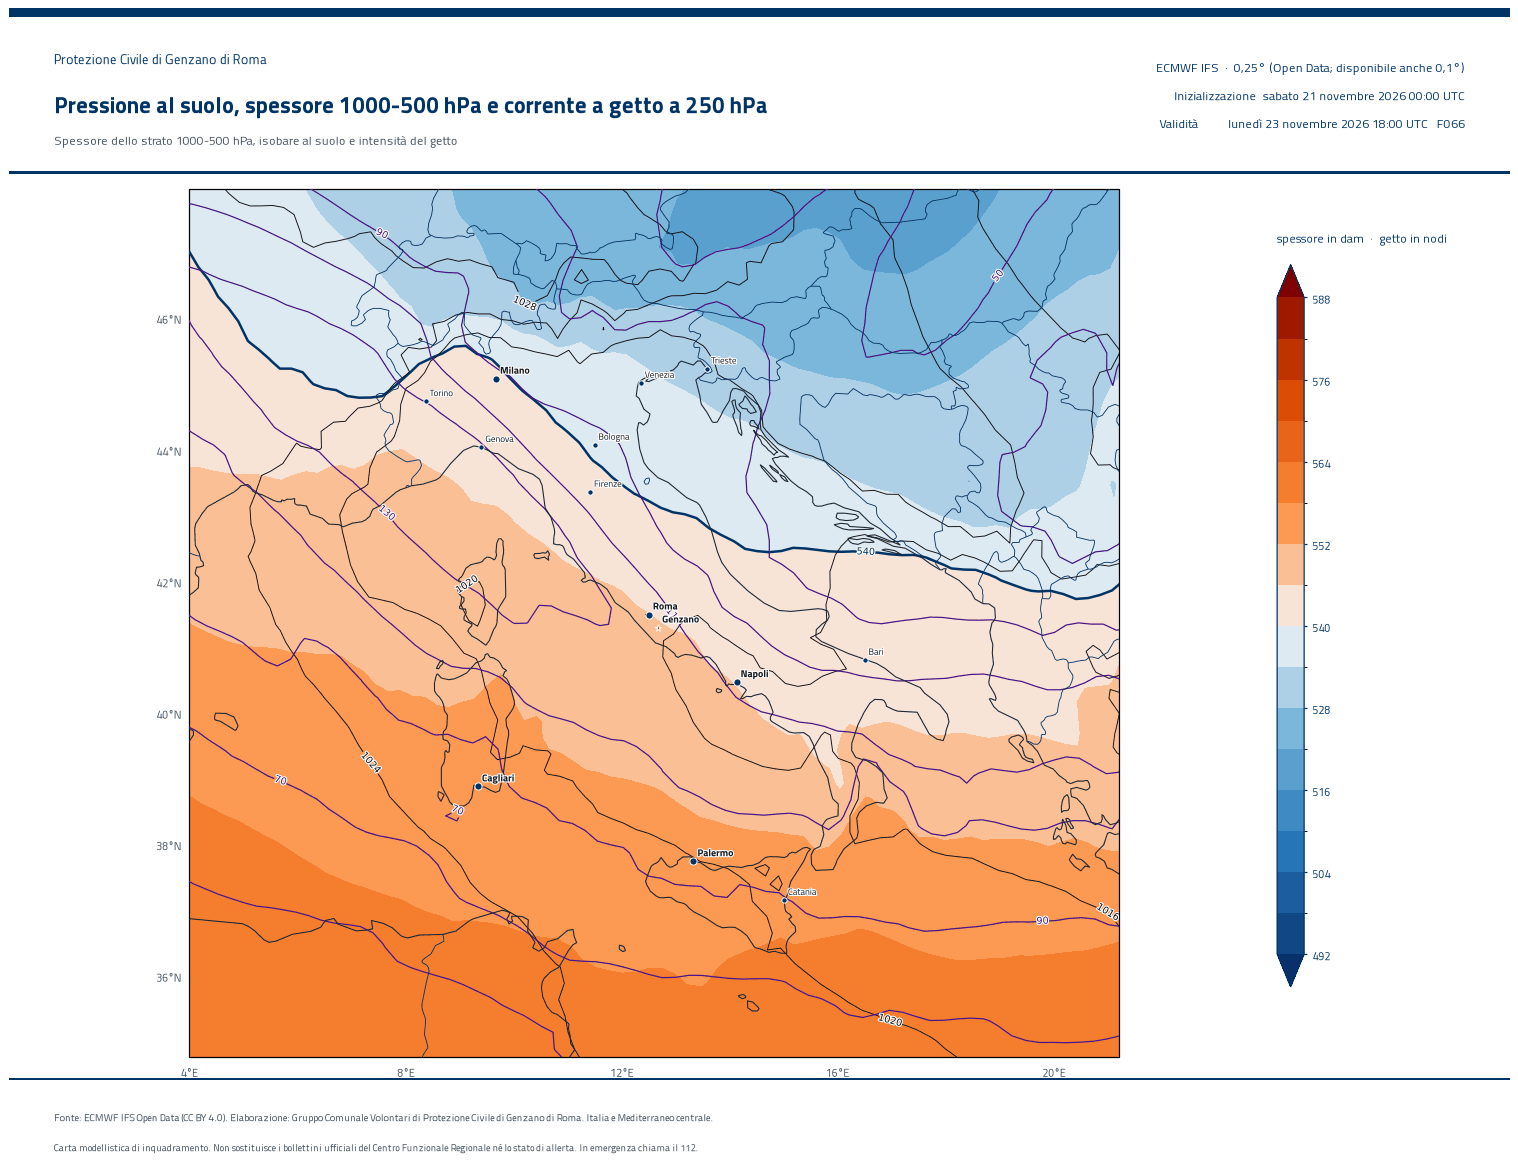 Protezione Civile di Genzano di Roma
Pressione al suolo, spessore 1000-500 hPa e corrente a getto a 250 hPa
Spessore dello strato 1000-500 hPa, isobare al suolo e intensità del getto
ECMWF IFS · 0,25° (Open Data; disponibile anche 0,1°)
Inizializzazione sabato 21 novembre 2026 00:00 UTC
Validità lunedì 23 novembre 2026 18:00 UTC F066
spessore in dam · getto in nodi
588
576
564
552
540
528
516
504
492
46°N
44°N
42°N
40°N
38°N
36°N
4°E
8°E
12°E
16°E
20°E
90
50
1028
Trieste
Milano
Venezia
Torino
Genova
Bologna
Firenze
130
540
1020
Roma
Genzano
Bari
Napoli
1024
70
Cagliari
70
Palermo
Catania
1016
90
1020
Fonte: ECMWF IFS Open Data (CC BY 4.0). Elaborazione: Gruppo Comunale Volontari di Protezione Civile di Genzano di Roma. Italia e Mediterraneo centrale.
Carta modellistica di inquadramento. Non sostituisce i bollettini ufficiali del Centro Funzionale Regionale né lo stato di allerta. In emergenza chiama il 112.